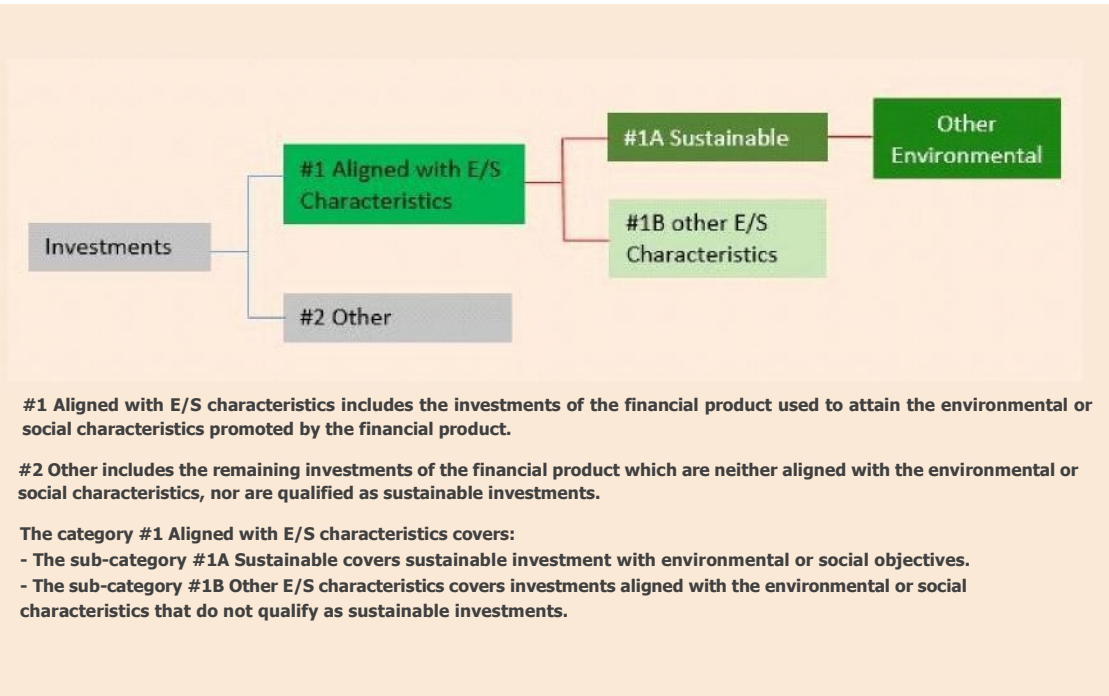 Other
Environmental
#1A Sustainable
#1 Aligned with E/S
Characteristics
#1B other E/S
Characteristics
Investments
#2 Other
#1 Aligned with E/S characteristics includes the investments of the financial product used to attain the environmental or
social characteristics promoted by the financial product.
#2 Other includes the remaining investments of the financial product which are neither aligned with the environmental or
social characteristics, nor are qualified as sustainable investments.
The category #1 Aligned with E/S characteristics covers:
- The sub-category #1A Sustainable covers sustainable investment with environmental or social objectives.
- The sub-category #1B Other E/S characteristics covers investments aligned with the environmental or social
characteristics that do not qualify as sustainable investments.